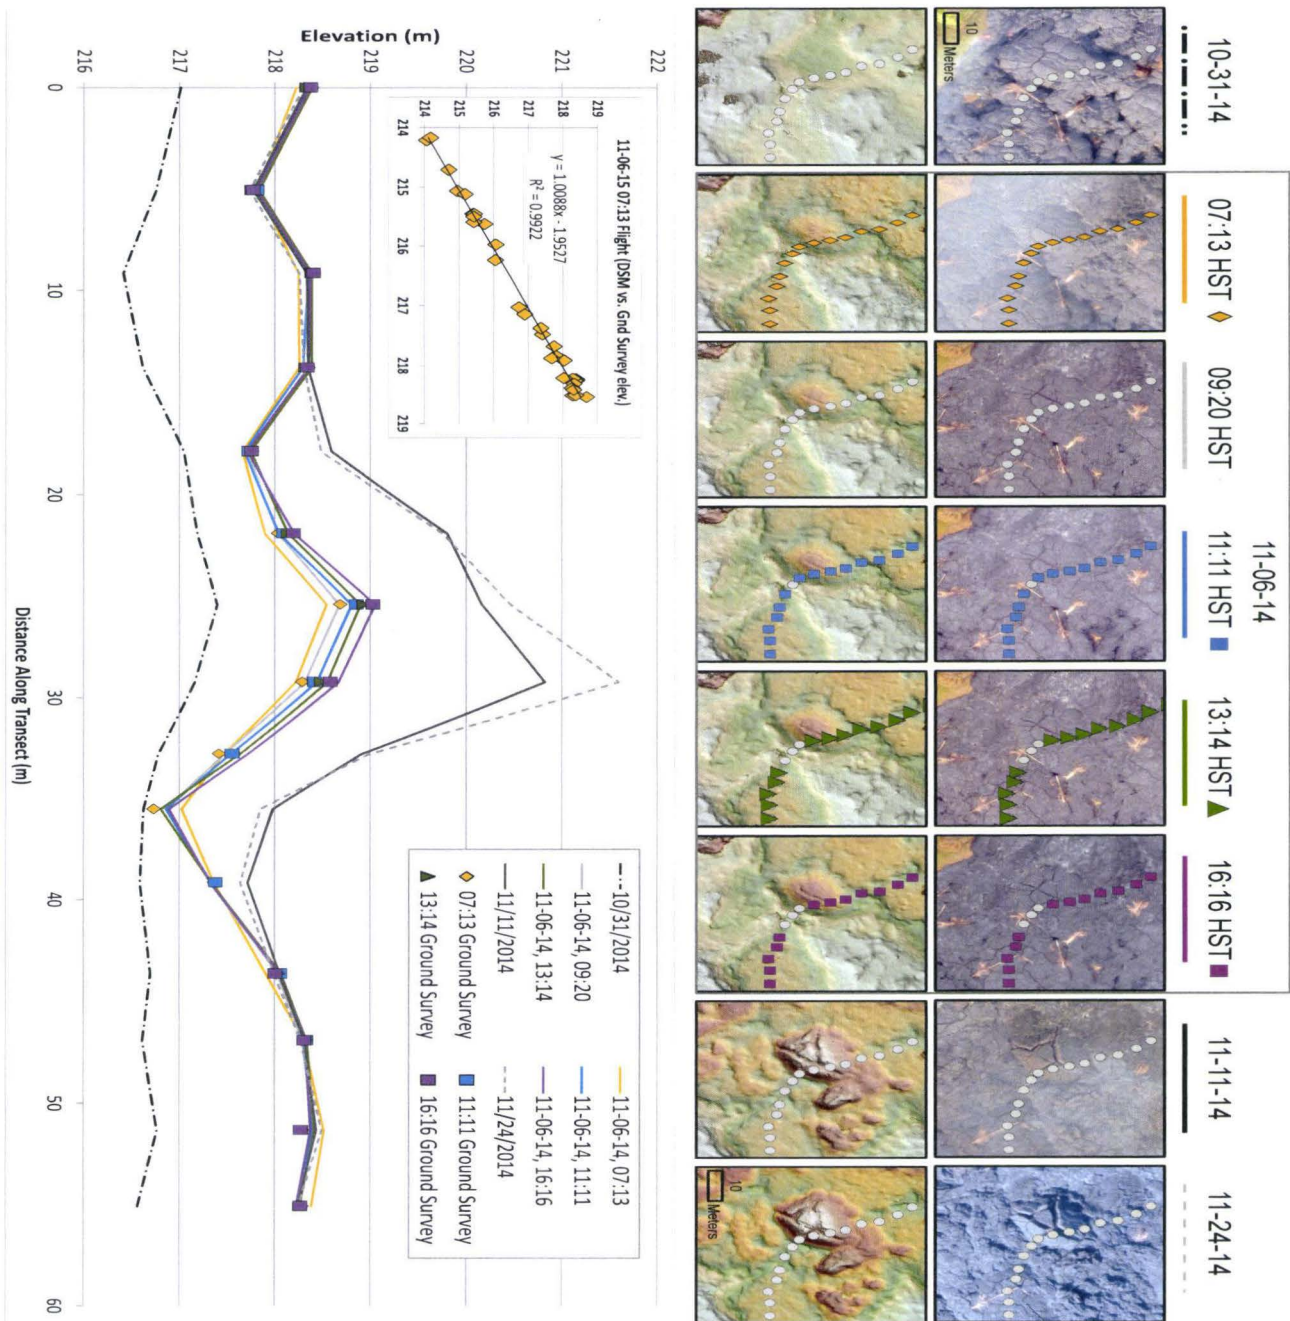 11-06-14
10-31-14
07:13 HST
09:20 HST
11:11 HST
13:14 HST
16:16 HST
11-11-14
11-24-14
10
Meters
10
Meters
Elevation (m)
222
221
220
219
218
217
216
11-06-15 07:13 Flight (DSM vs. Gnd Survey elev.)
y = 1.0088x - 1.9527
R² = 0.9922
219
218
217
216
215
214
214
215
216
217
218
219
10/31/2014
11-06-14, 07:13
11-06-14, 09:20
11-06-14, 11:11
11-06-14, 13:14
11-06-14, 16:16
11/11/2014
11/24/2014
07:13 Ground Survey
11:11 Ground Survey
13:14 Ground Survey
16:16 Ground Survey
0
10
20
30
40
50
60
Distance Along Transect (m)